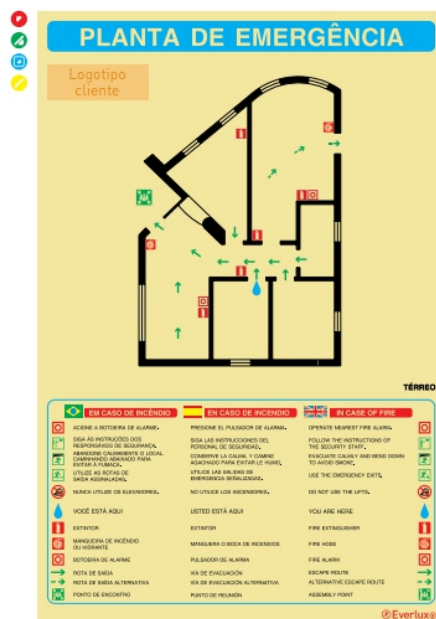 PLANTA DE EMERGÊNCIA
Logotipo
cliente
TÉRREO
EM CASO DE INCÊNDIO
EN CASO DE INCENDIO
IN CASE OF FIRE
ACIONE A BOTOEIRA DE ALARME.
PRESIONE EL PULSADOR DE ALARMA.
OPERATE NEAREST FIRE ALARM.
SIGA AS INSTRUÇÕES DOS
RESPONSÁVEIS DE SEGURANÇA.
SIGA LAS INSTRUCCIONES DEL
PERSONAL DE SEGURIDAD.
FOLLOW THE INSTRUCTIONS OF
THE SECURITY STAFF.
ABANDONE CALMAMENTE O LOCAL
CAMINHANDO ABAIXADO PARA
EVITAR A FUMAÇA.
CONSERVE LA CALMA, Y CAMINE
AGACHADO PARA EVITAR LE HUMO.
EVACUATE CALMLY AND BEND DOWN
TO AVOID SMOKE.
UTILIZE AS ROTAS DE
SAÍDA ASSINALADAS.
UTILICE LAS SALIDAS DE
EMERGENCIA SEÑALIZADAS.
USE THE EMERGENCY EXITS.
NUNCA UTILIZE OS ELEVADORES.
NO UTILICE LOS ASCENSORES.
DO NOT USE THE LIFTS.
VOCÊ ESTÁ AQUI
USTED ESTÁ AQUI
YOU ARE HERE
EXTINTOR
EXTINTOR
FIRE EXTINGUISHER
MANGUEIRA DE INCÊNDIO
OU HIDRANTE
MANGUERA O BOCA DE INCENDIOS
FIRE HOSE
BOTOEIRA DE ALARME
PULSADOR DE ALARMA
FIRE ALARM
ROTA DE SAÍDA
VÍA DE EVACUACIÓN
ESCAPE ROUTE
ROTA DE SAÍDA ALTERNATIVA
VÍA DE EVACUACIÓN ALTERNATIVA
ALTERNATIVE ESCAPE ROUTE
PONTO DE ENCONTRO
PUNTO DE REUNIÓN
ASSEMBLY POINT
Everlux